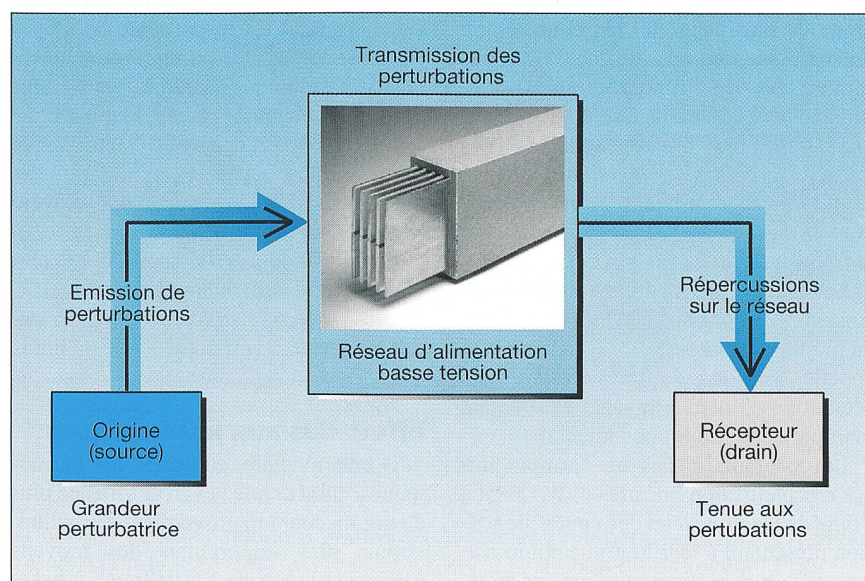 Transmission des
perturbations
Emission de
perturbations
Réseau d'alimentation
basse tension
Répercussions
sur le réseau
Origine
(source)
Grandeur
perturbatrice
Récepteur
(drain)
Tenue aux
pertubations